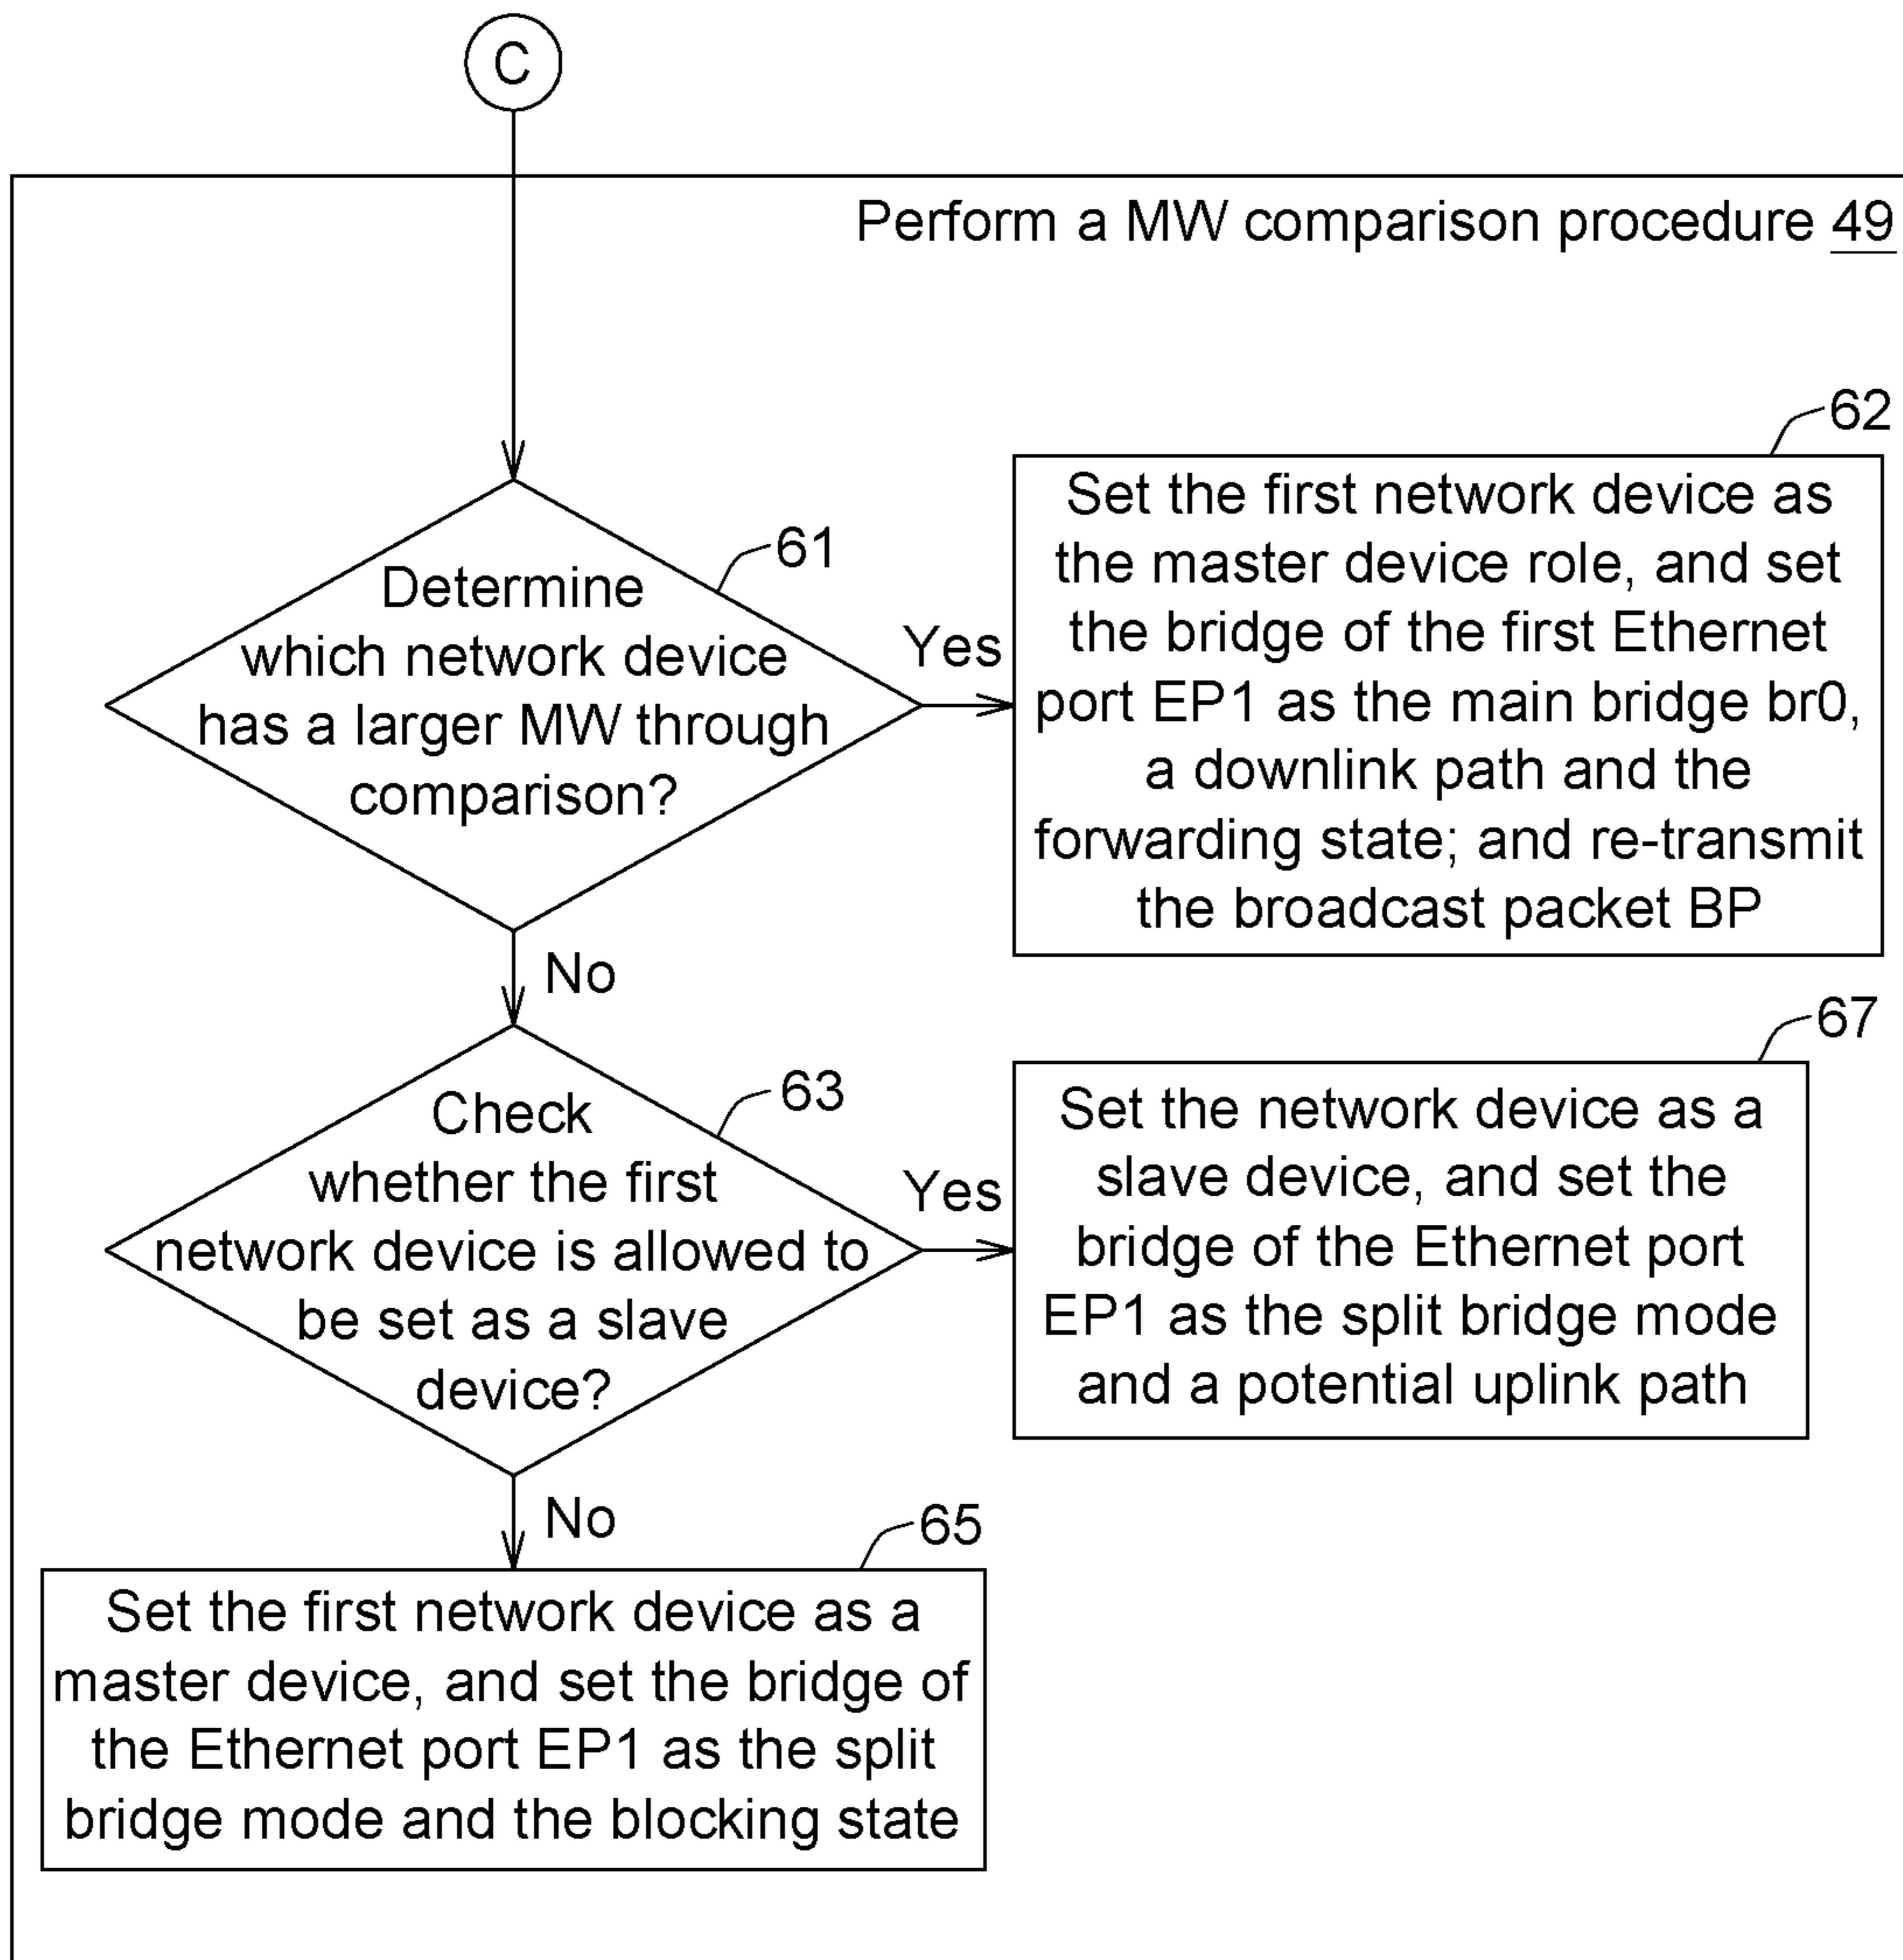 C
Perform a MW comparison procedure 49
61
Determine
which network device
has a larger MW through
comparison?
Yes
62
Set the first network device as
the master device role, and set
the bridge of the first Ethernet
port EP1 as the main bridge br0,
a downlink path and the
forwarding state; and re-transmit
the broadcast packet BP
No
63
Check
whether the first
network device is allowed to
be set as a slave
device?
Yes
67
Set the network device as a
slave device, and set the
bridge of the Ethernet port
EP1 as the split bridge mode
and a potential uplink path
No
65
Set the first network device as a
master device, and set the bridge of
the Ethernet port EP1 as the split
bridge mode and the blocking state